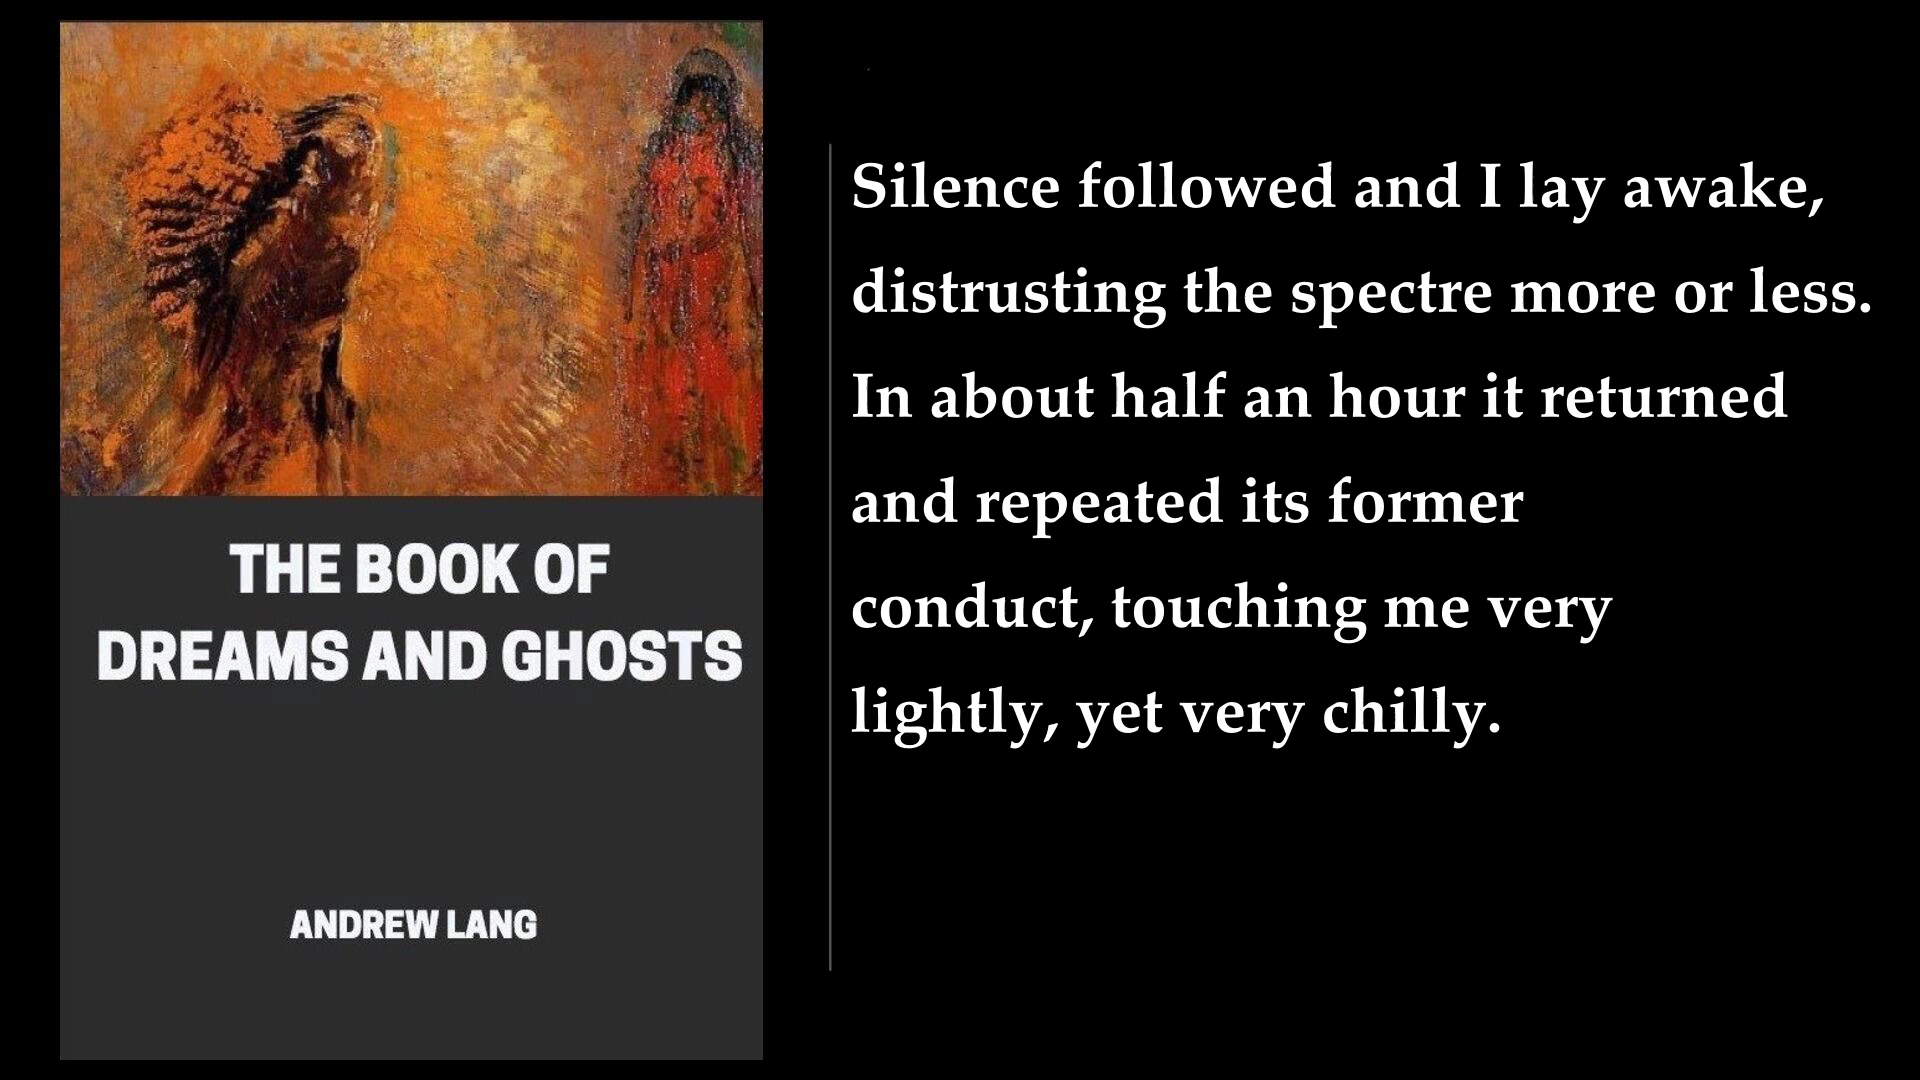 THE BOOK OF
DREAMS AND GHOSTS
ANDREW LANG
Silence followed and I lay awake,
distrusting the spectre more or less.
In about half an hour it returned
and repeated its former
conduct, touching me very
lightly, yet very chilly.